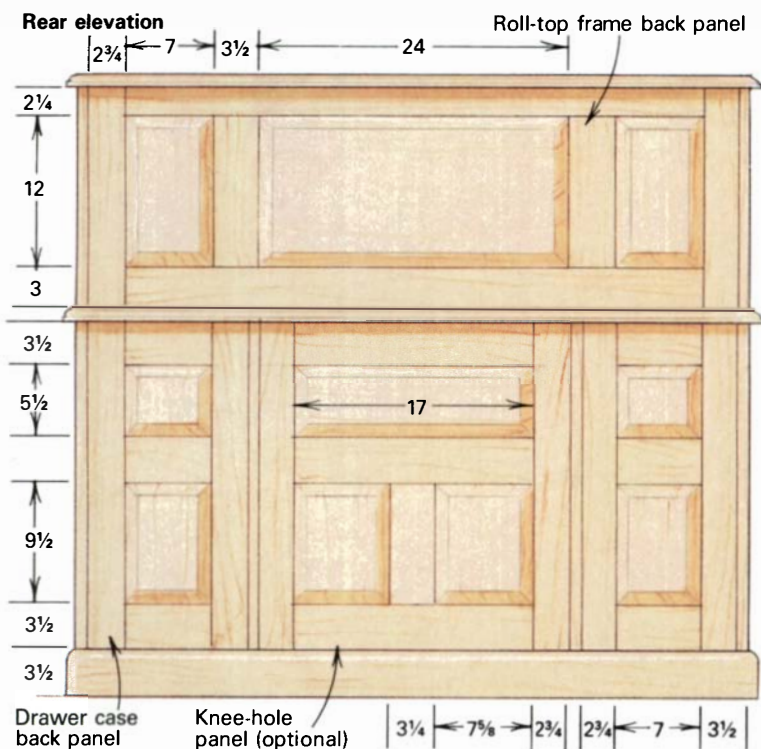 Rear elevation
Roll-top frame back panel
2¾ 7 3½ 24
2¼
12
3
3½
5½
17
9½
3½
3½
Drawer case
back panel
Knee-hole
panel (optional)
3¼ 7⅝ 2¾ 2¾ 7 3½